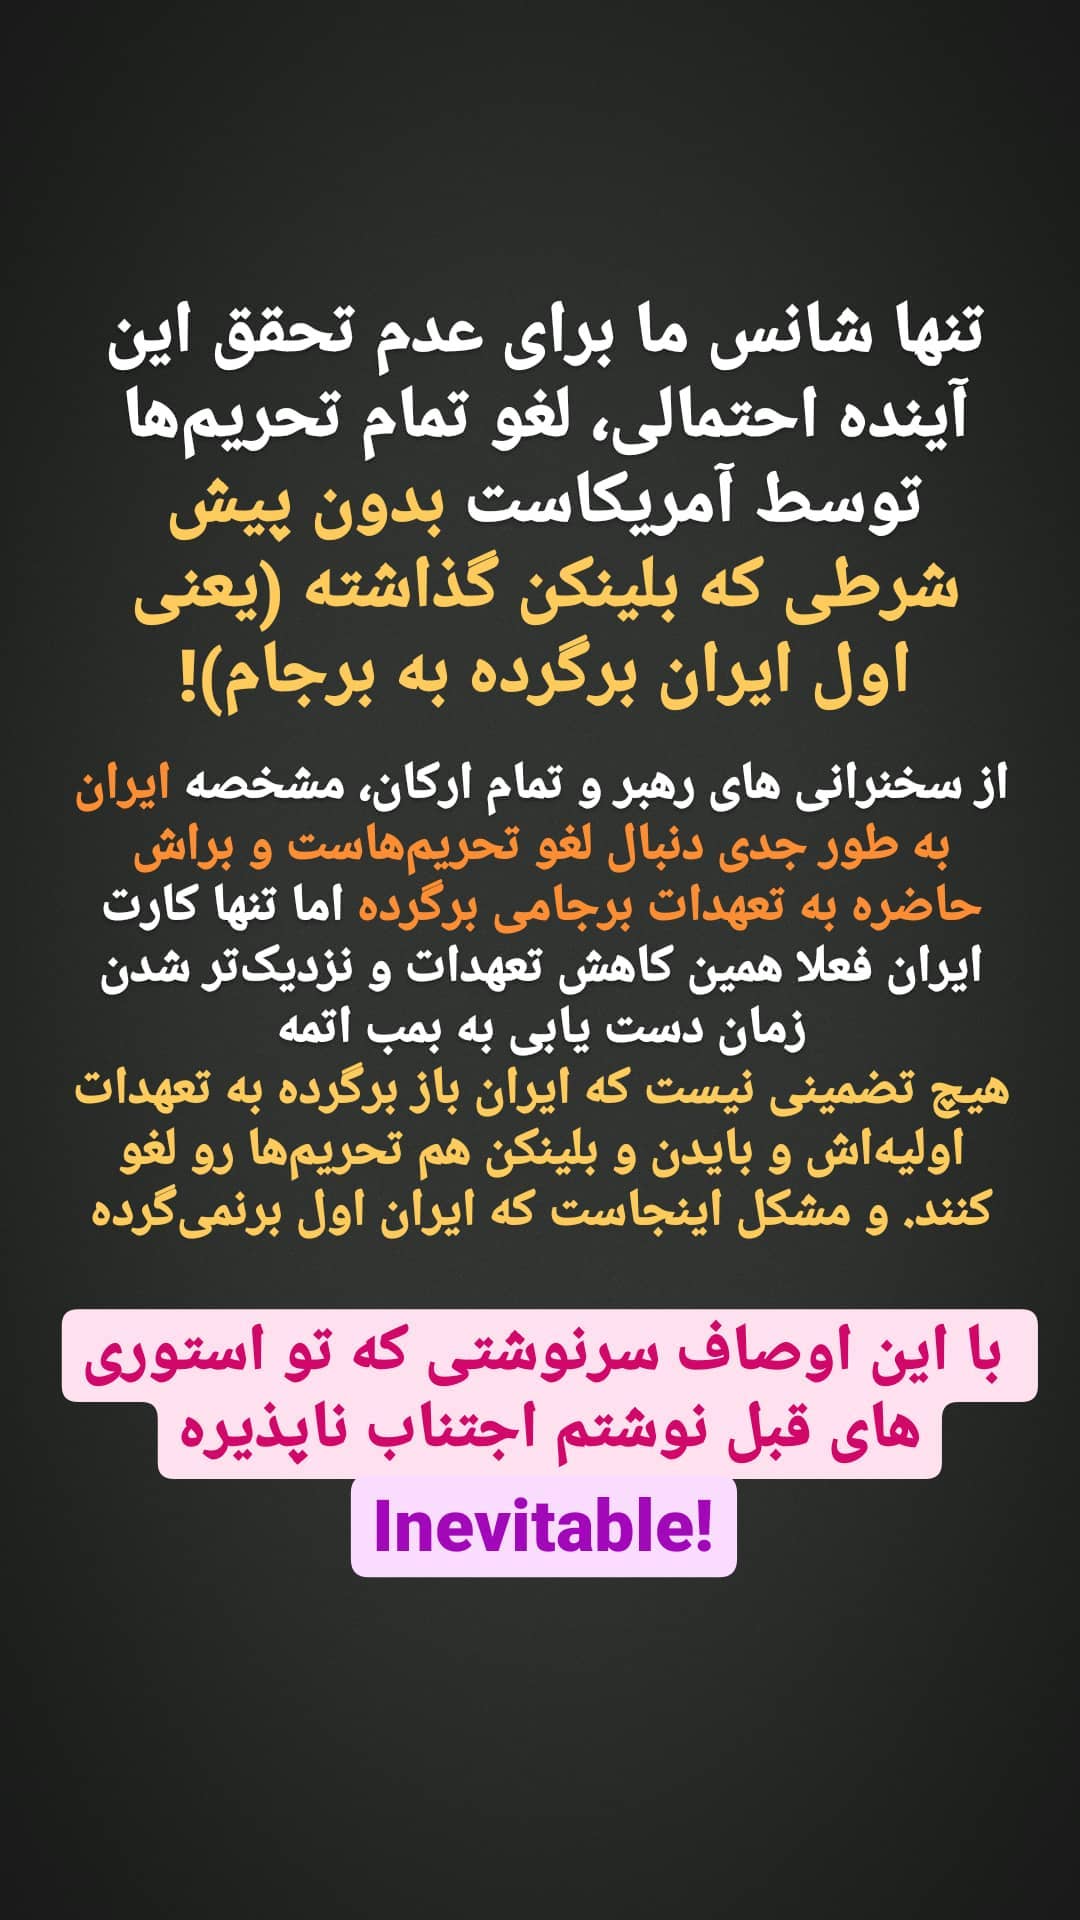 تنها شانس ما برای عدم تحقق این
آینده احتمالی، لغو تمام تحریم‌ها
توسط آمریکاست بدون پیش
شرطی که بلینکن گذاشته (یعنی
اول ایران برگرده به برجام)!
از سخنرانی های رهبر و تمام ارکان، مشخصه ایران
به طور جدی دنبال لغو تحریم‌هاست و براش
حاضره به تعهدات برجامی برگرده اما تنها کارت
ایران فعلا همین کاهش تعهدات و نزدیک‌تر شدن
زمان دست یابی به بمب اتمه
هیچ تضمینی نیست که ایران باز برگرده به تعهدات
اولیه‌اش و بایدن و بلینکن هم تحریم‌ها رو لغو
کنند. و مشکل اینجاست که ایران اول برنمی‌گرده
با این اوصاف سرنوشتی که تو استوری
های قبل نوشتم اجتناب ناپذیره
Inevitable!